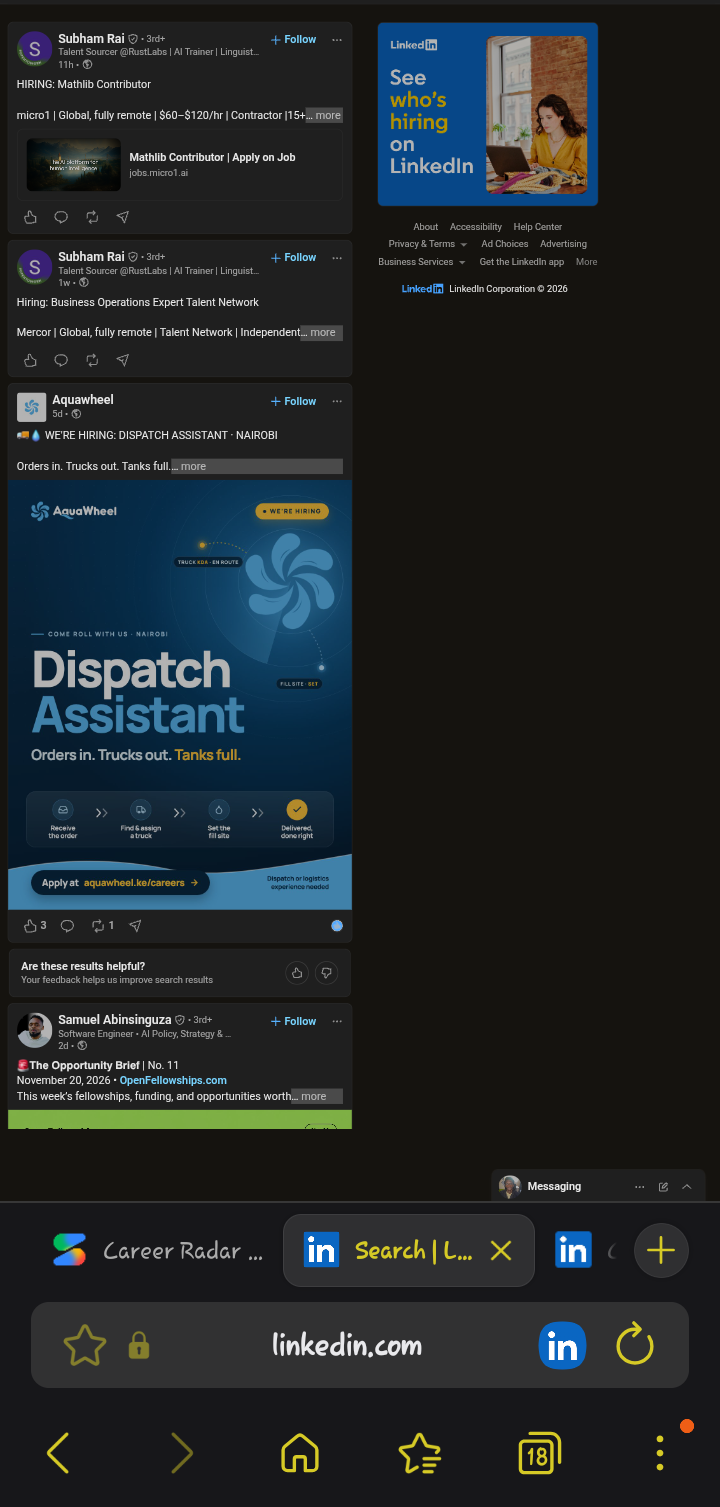 Subham Rai • 3rd+
+ Follow
Talent Sourcer @RustLabs | AI Trainer | Linguist...
11h •
HIRING: Mathlib Contributor
micro1 | Global, fully remote | $60–$120/hr | Contractor |15+... more
The AI platform for
human intelligence
Mathlib Contributor | Apply on Job
jobs.micro1.ai
Subham Rai • 3rd+
+ Follow
Talent Sourcer @RustLabs | AI Trainer | Linguist...
1w •
Hiring: Business Operations Expert Talent Network
Mercor | Global, fully remote | Talent Network | Independent... more
Aquawheel
+ Follow
5d •
🚚💧 WE'RE HIRING: DISPATCH ASSISTANT · NAIROBI
Orders in. Trucks out. Tanks full.... more
AquaWheel
• WE'RE HIRING
TRUCK KDA · EN ROUTE
COME ROLL WITH US · NAIROBI
FILL SITE · SET
Dispatch
Assistant
Orders in. Trucks out. Tanks full.
Receive
the order
Find & assign
a truck
Set the
fill site
Delivered,
done right
Apply at aquawheel.ke/careers →
Dispatch or logistics
experience needed
3
1
Are these results helpful?
Your feedback helps us improve search results
Samuel Abinsinguza • 3rd+
+ Follow
Software Engineer • AI Policy, Strategy & ...
2d •
🚨The Opportunity Brief | No. 11
November 20, 2026 • OpenFellowships.com
This week's fellowships, funding, and opportunities worth... more
LinkedIn
See
who's
hiring
on
LinkedIn
About Accessibility Help Center
Privacy & Terms Ad Choices Advertising
Business Services Get the LinkedIn app More
LinkedIn LinkedIn Corporation © 2026
Messaging
Career Radar ...
in Search | L...
in
linkedin.com
in
18